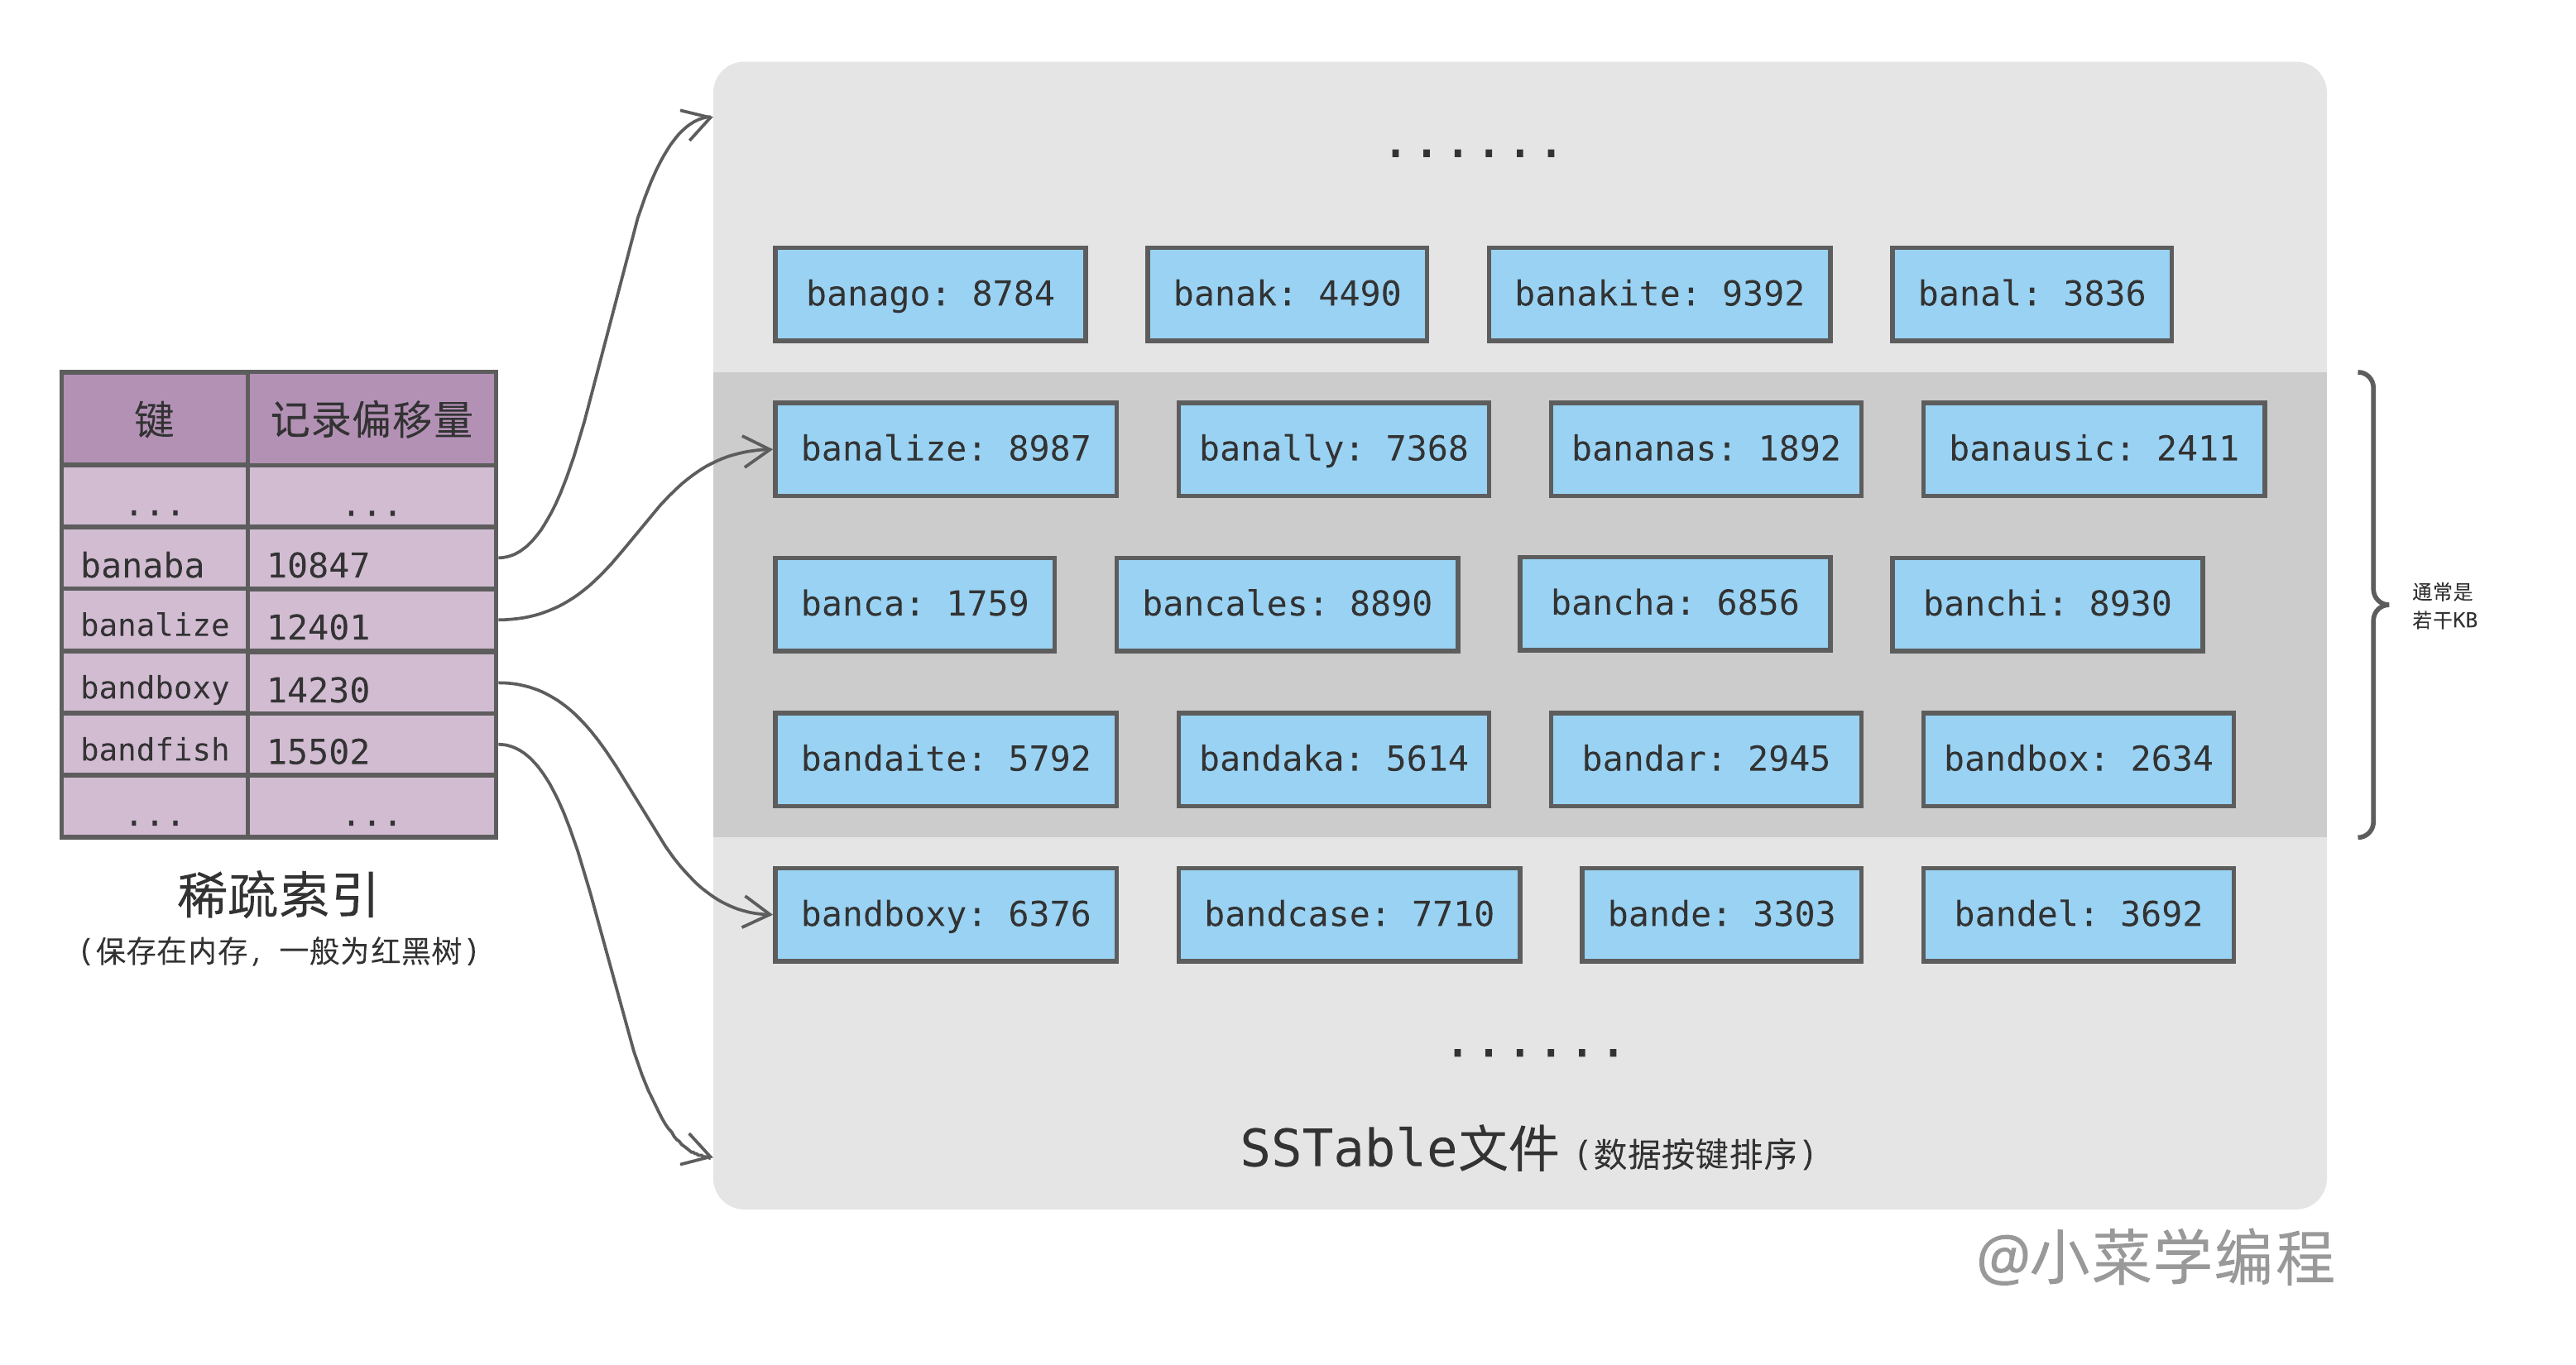 ......
banago: 8784 banak: 4490 banakite: 9392 banal: 3836
键 记录偏移量
... ...
banaba 10847
banalize 12401
bandboxy 14230
bandfish 15502
... ...
稀疏索引
(保存在内存, 一般为红黑树)
banalize: 8987 banally: 7368 bananas: 1892 banausic: 2411
banca: 1759 bancales: 8890 bancha: 6856 banchi: 8930
bandaite: 5792 bandaka: 5614 bandar: 2945 bandbox: 2634
通常是
若干KB
bandboxy: 6376 bandcase: 7710 bande: 3303 bandel: 3692
......
SSTable文件 (数据按键排序)
@小菜学编程